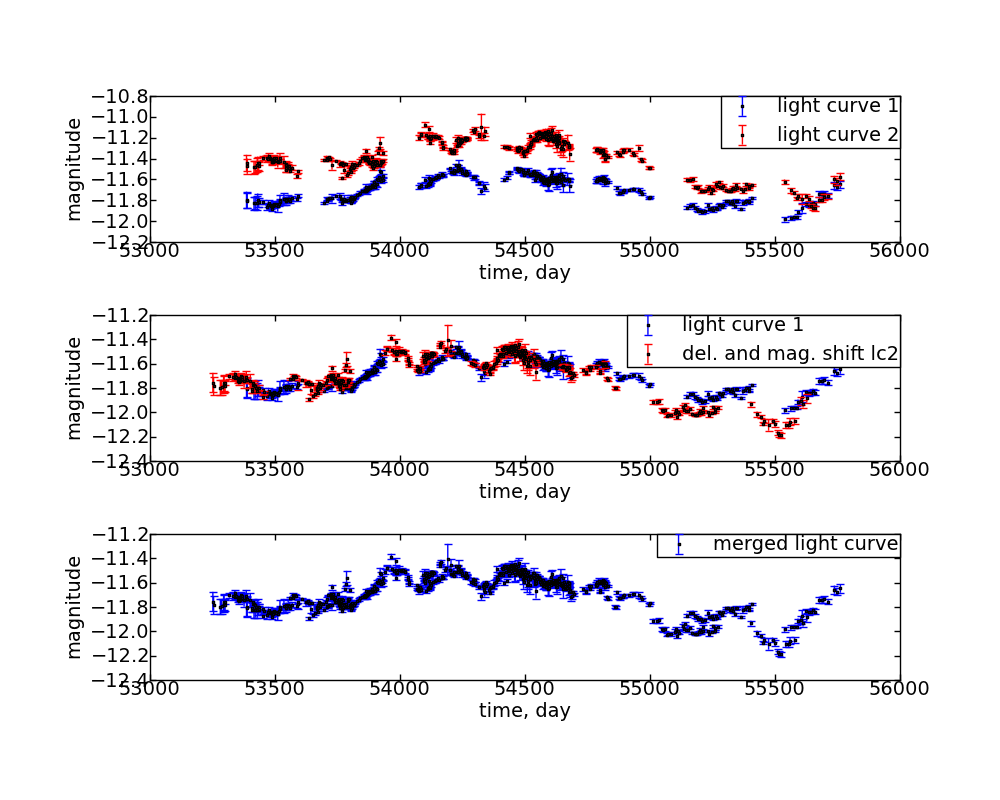 −10.8
−11.0
−11.2
−11.4
−11.6
−11.8
−12.0
−12.2
magnitude
light curve 1
light curve 2
53000 53500 54000 54500 55000 55500 56000
time, day
−11.2
−11.4
−11.6
−11.8
−12.0
−12.2
−12.4
magnitude
light curve 1
del. and mag. shift lc2
53000 53500 54000 54500 55000 55500 56000
time, day
−11.2
−11.4
−11.6
−11.8
−12.0
−12.2
−12.4
magnitude
merged light curve
53000 53500 54000 54500 55000 55500 56000
time, day